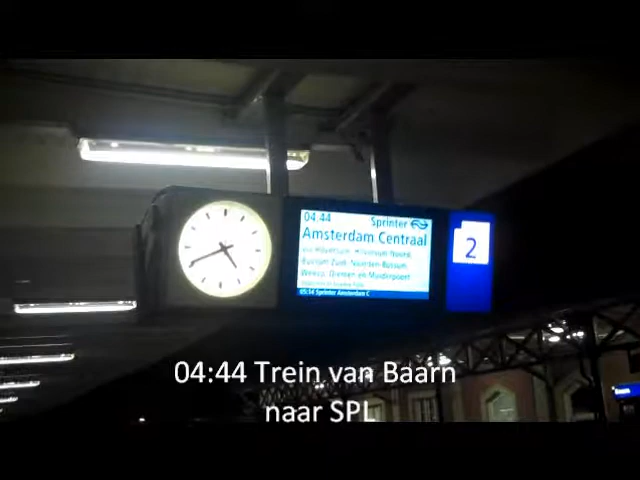 04:44 Sprinter
Amsterdam Centraal
via Hilversum, Hilversum Noord,
Bussum Zuid, Naarden-Bussum,
Weesp, Diemen en Muiderpoort
05:14 Sprinter Amsterdam C
2
04:44 Trein van Baarn
naar SPL